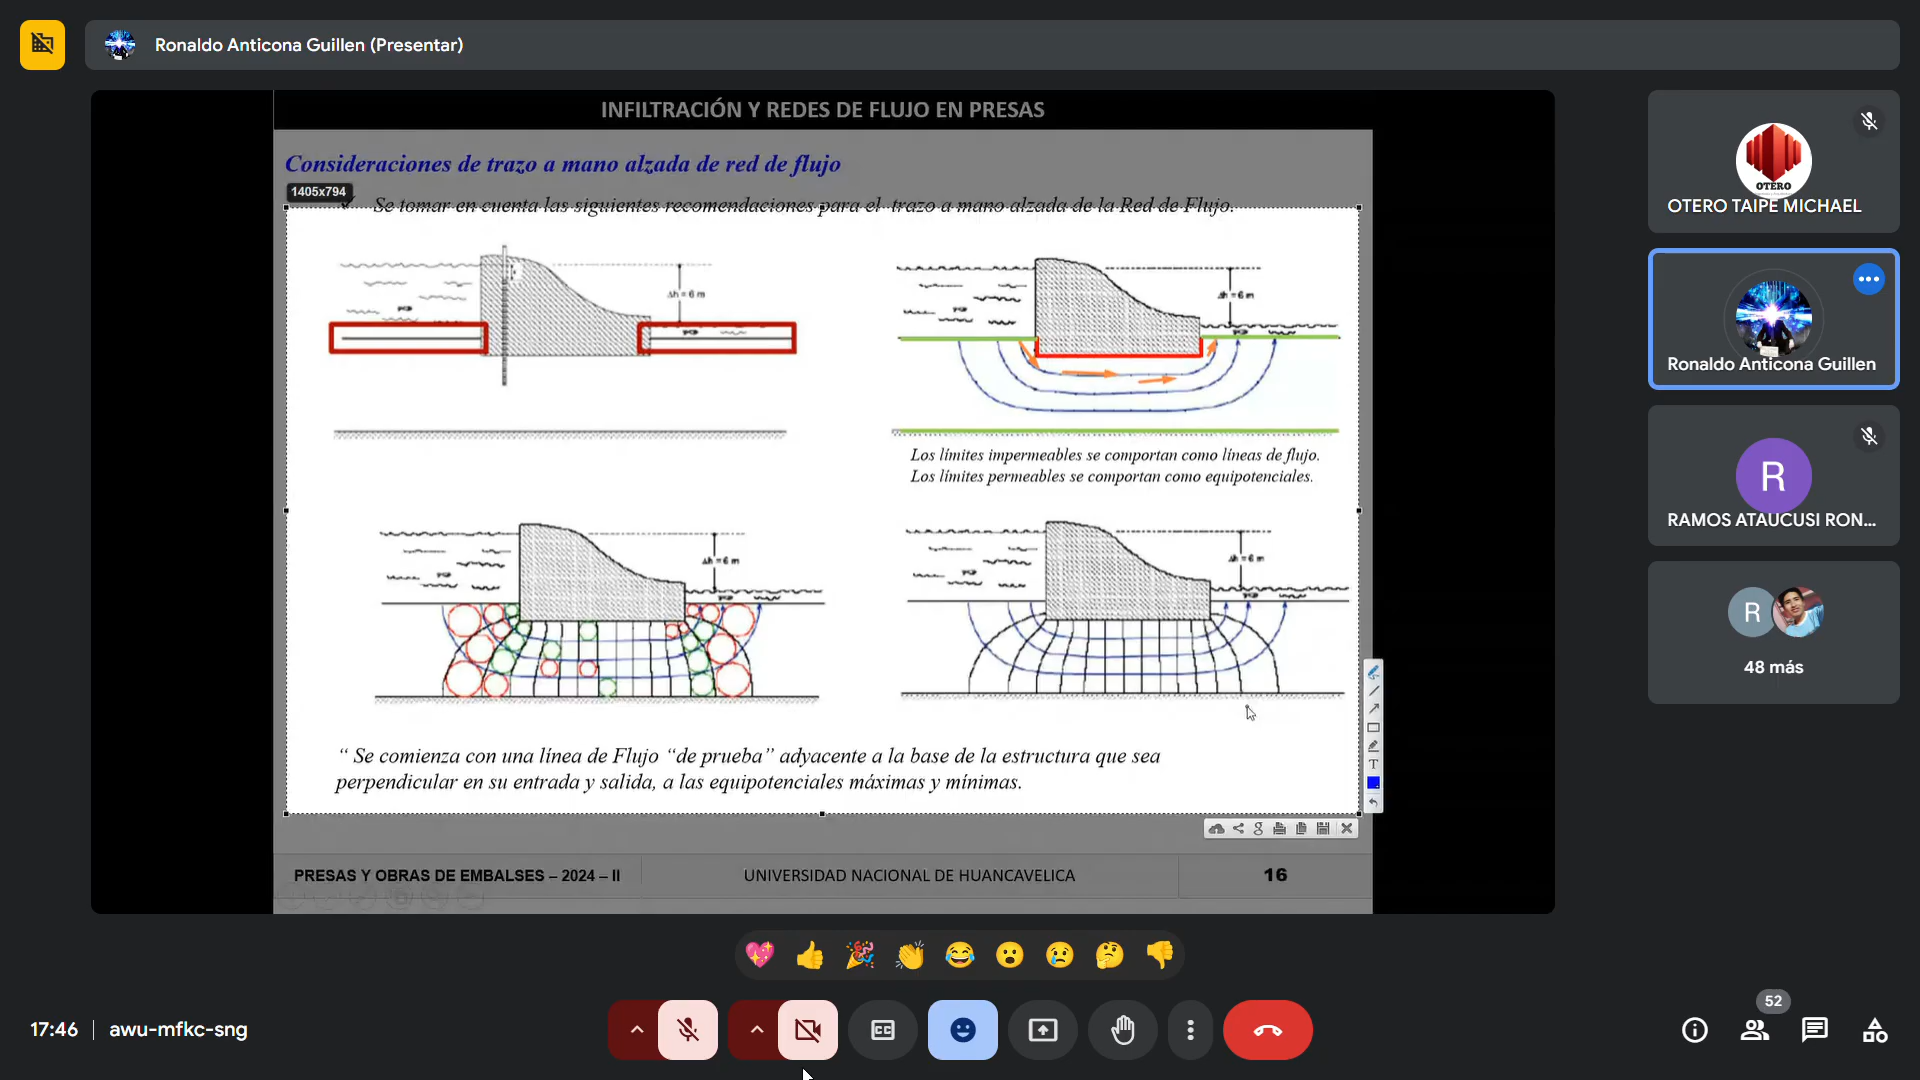 Ronaldo Anticona Guillen (Presentar)
INFILTRACIÓN Y REDES DE FLUJO EN PRESAS
Consideraciones de trazo a mano alzada de red de flujo
1405x794
Se tomar en cuenta las siguientes recomendaciones para el trazo a mano alzada de la Red de Flujo.
Δh = 6 m
Δh = 6 m
Los límites impermeables se comportan como líneas de flujo.
Los límites permeables se comportan como equipotenciales.
Δh = 6 m
Δh = 6 m
“ Se comienza con una línea de Flujo “de prueba” adyacente a la base de la estructura que sea
perpendicular en su entrada y salida, a las equipotenciales máximas y mínimas.
PRESAS Y OBRAS DE EMBALSES – 2024 – II
UNIVERSIDAD NACIONAL DE HUANCAVELICA
16
OTERO
OTERO TAIPE MICHAEL
Ronaldo Anticona Guillen
R
RAMOS ATAUCUSI RON...
R
48 más
17:46
awu-mfkc-sng
52